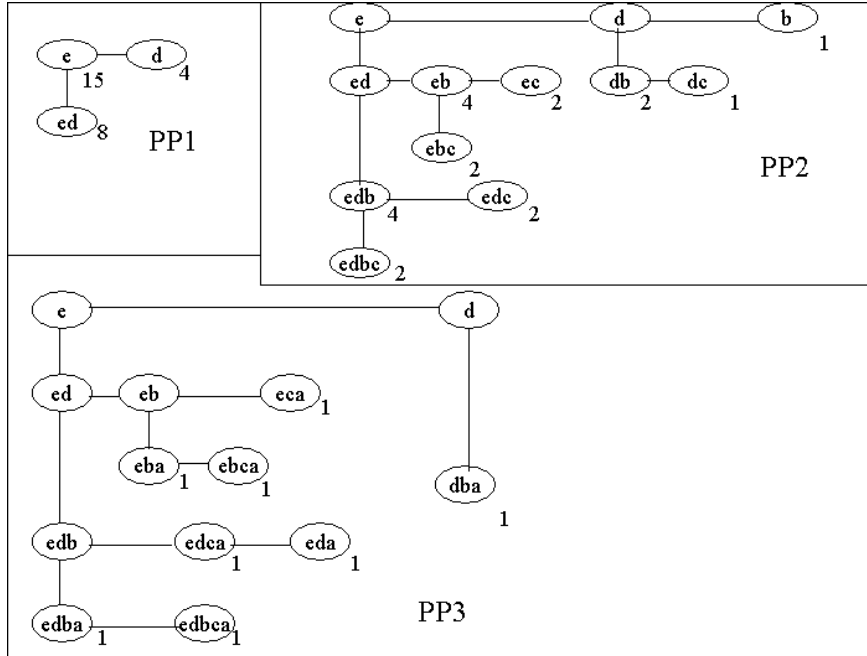 e d
15 4
ed 8
PP1
e d b
1
ed eb ec db dc
4 2 2 1
ebc
2
PP2
edb edc
4 2
edbc
2
e d
ed eb eca
1
eba ebca
1 1
dba
1
edb edca eda
1 1
edba edbca
1 1
PP3